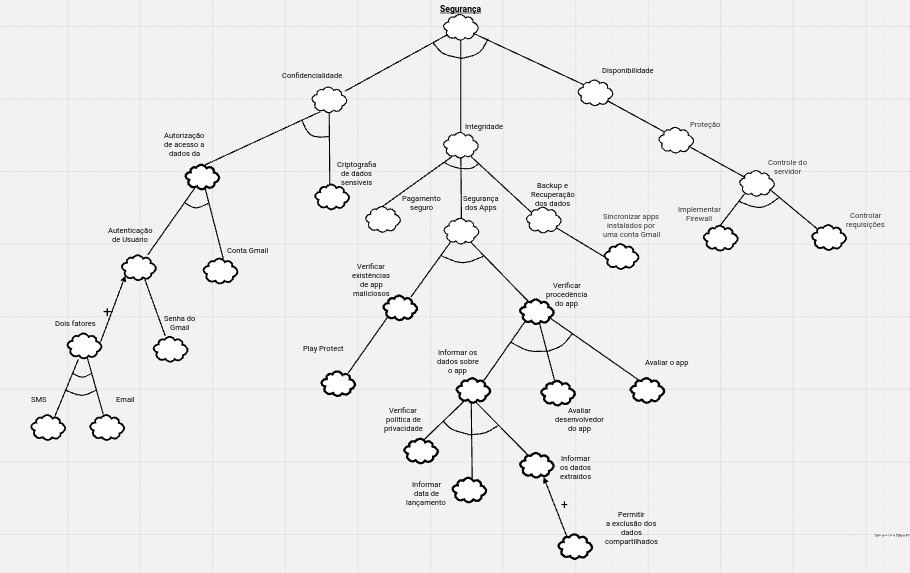 Segurança
Confidencialidade
Disponibilidade
Integridade
Proteção
Autorização
de acesso a
dados da
Criptografia
de dados
sensíveis
Controle do
servidor
Pagamento
seguro
Segurança
dos Apps
Backup e
Recuperação
dos dados
Sincronizar apps
instalados por
uma conta Gmail
Implementar
Firewall
Controlar
requisições
Autenticação
de Usuário
Conta Gmail
Verificar
existências
de app
maliciosos
Verificar
procedência
do app
+
Dois fatores
Senha do
Gmail
Play Protect
Informar os
dados sobre
o app
Avaliar o app
SMS
Email
Verificar
política de
privacidade
Avaliar
desenvolvedor
do app
Informar
data de
lançamento
Informar
os dados
extraídos
+
Permitir
a exclusão dos
dados
compartilhados